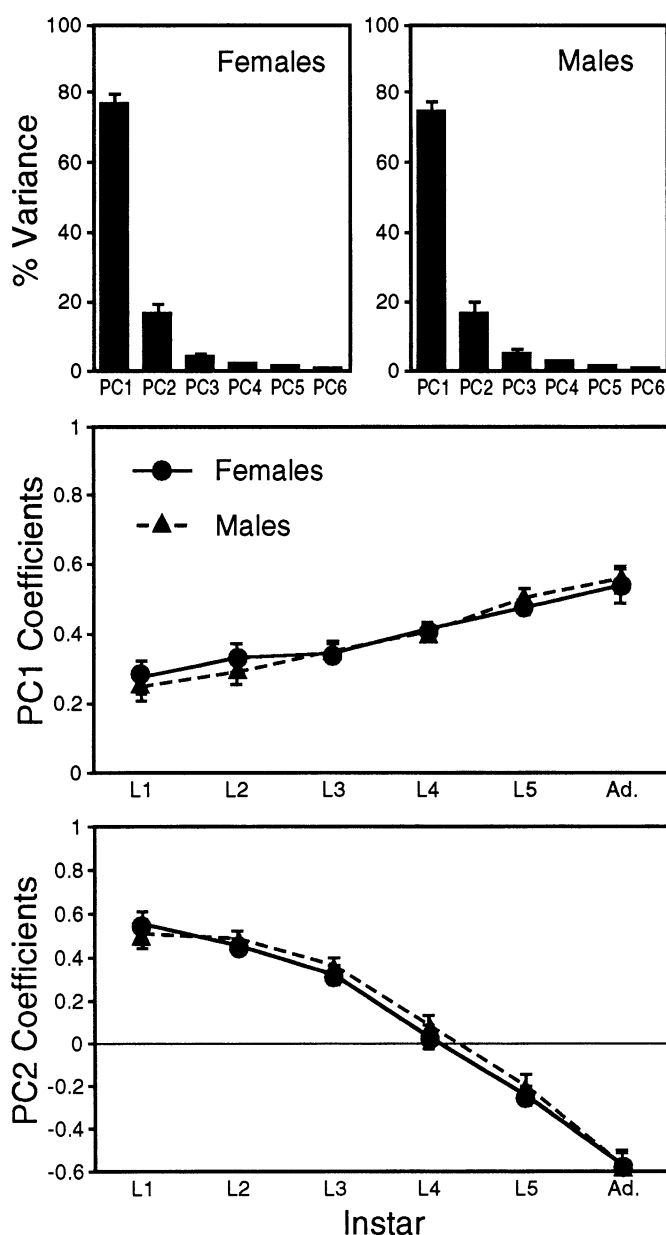 % Variance
100
80
60
40
20
0
Females
PC1 PC2 PC3 PC4 PC5 PC6
100
80
60
40
20
0
Males
PC1 PC2 PC3 PC4 PC5 PC6
PC1 Coefficients
1
0.8
0.6
0.4
0.2
0
Females
Males
L1 L2 L3 L4 L5 Ad.
PC2 Coefficients
1
0.8
0.6
0.4
0.2
0
-0.2
-0.4
-0.6
L1 L2 L3 L4 L5 Ad.
Instar